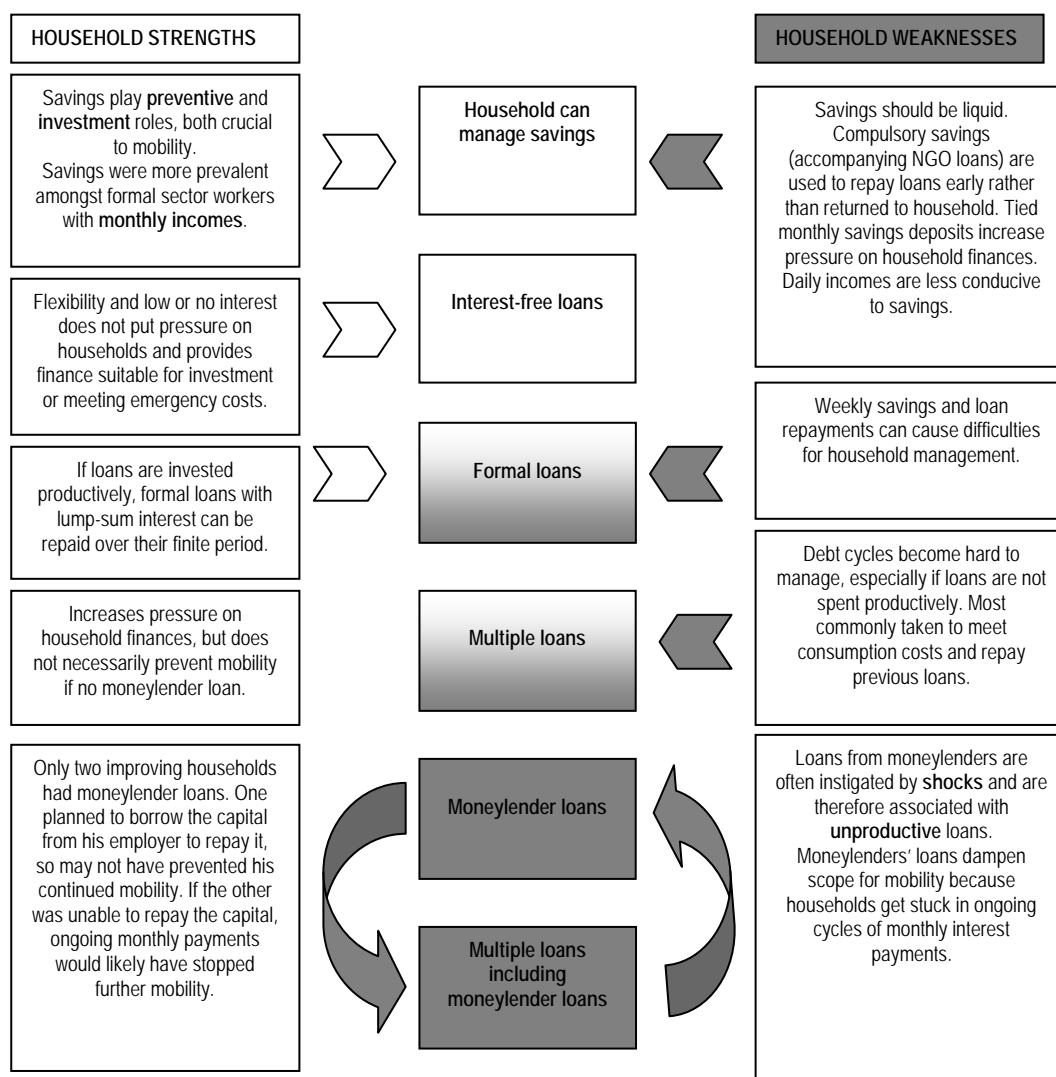 HOUSEHOLD STRENGTHS
Savings play preventive and
investment roles, both crucial
to mobility.
Savings were more prevalent
amongst formal sector workers
with monthly incomes.
Flexibility and low or no interest
does not put pressure on
households and provides
finance suitable for investment
or meeting emergency costs.
If loans are invested
productively, formal loans with
lump-sum interest can be
repaid over their finite period.
Increases pressure on
household finances, but does
not necessarily prevent mobility
if no moneylender loan.
Only two improving households
had moneylender loans. One
planned to borrow the capital
from his employer to repay it,
so may not have prevented his
continued mobility. If the other
was unable to repay the capital,
ongoing monthly payments
would likely have stopped
further mobility.
Household can
manage savings
Interest-free loans
Formal loans
Multiple loans
Moneylender loans
Multiple loans
including
moneylender loans
HOUSEHOLD WEAKNESSES
Savings should be liquid.
Compulsory savings
(accompanying NGO loans) are
used to repay loans early rather
than returned to household. Tied
monthly savings deposits increase
pressure on household finances.
Daily incomes are less conducive
to savings.
Weekly savings and loan
repayments can cause difficulties
for household management.
Debt cycles become hard to
manage, especially if loans are not
spent productively. Most
commonly taken to meet
consumption costs and repay
previous loans.
Loans from moneylenders are
often instigated by shocks and are
therefore associated with
unproductive loans.
Moneylenders' loans dampen
scope for mobility because
households get stuck in ongoing
cycles of monthly interest
payments.